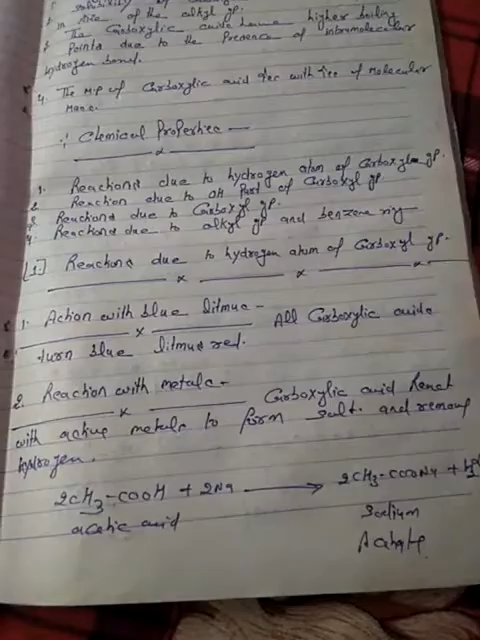 solubility
in size of the alkyl gp.
3 The Carboxylic acids have higher boiling
Points due to the Presence of intermolecular
hydrogen bond.
4. The M.P of Carboxylic acid with of Molecular
Mass.
∴ Chemical Properties —
1. Reactions due to hydrogen atom of Carboxylic gp.
2 Reaction due to OH Part of Carboxyl gp
3 Reactions due to Carboxyl gp.
4. Reactions due to alkyl gp and benzene ring
[1.] Reactions due to hydrogen atom of Carboxyl gp.
1. Action with blue litmus — All Carboxylic acids
turn blue litmus red.
2. Reaction with metals - Carboxylic acid React
with active metals to form salt. and remove
hydrogen.
2CH3-COOH + 2Na → 2CH3-COONa + H2
acetic acid
Sodium
Acetate